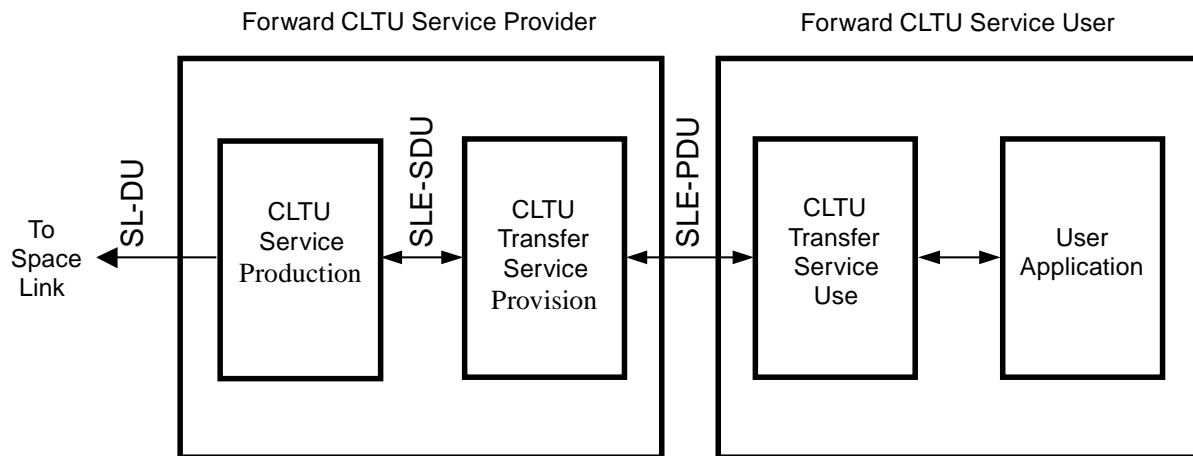 Forward CLTU Service Provider
Forward CLTU Service User
To
Space
Link
SL-DU
CLTU
Service
Production
SLE-SDU
CLTU
Transfer
Service
Provision
SLE-PDU
CLTU
Transfer
Service
Use
User
Application